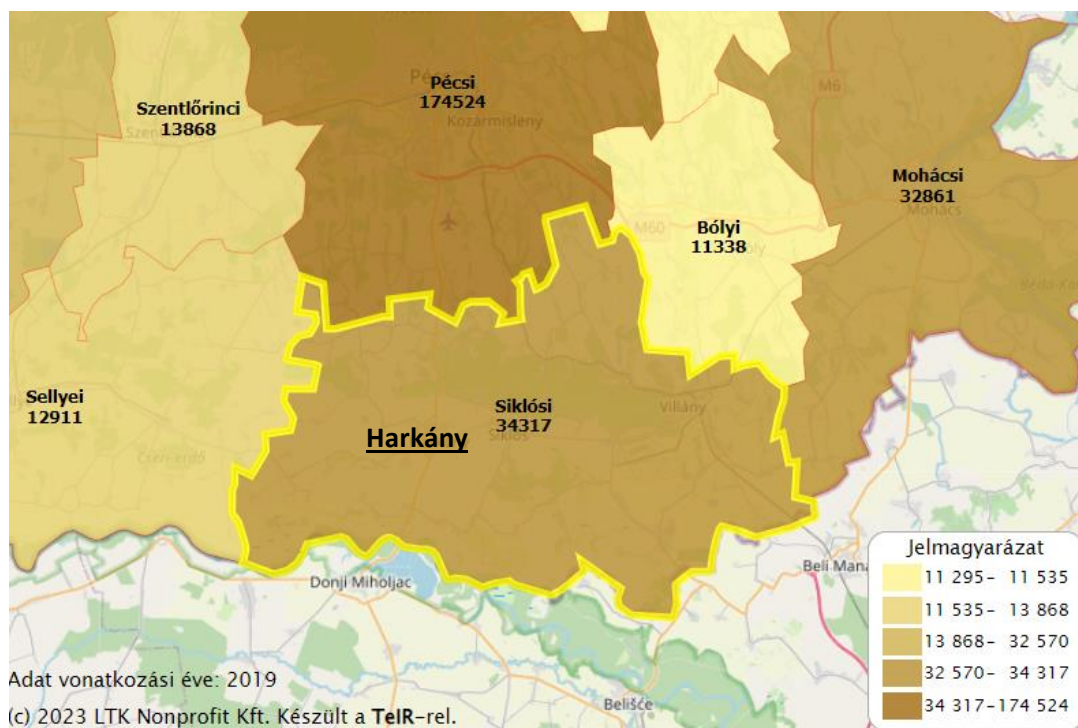 Pécsi
174524
Szentlőrinci
13868
Kozármisleny
M6
Mohácsi
32861
Mohács
Bólyi
11338
M60
Sellyei
12911
Siklósi
34317
Harkány
Siklós
Villány
Cseri-erdő
Donji Miholjac
Beli Mana
Belišće
Jelmagyarázat
11 295- 11 535
11 535- 13 868
13 868- 32 570
32 570- 34 317
34 317-174 524
Adat vonatkozási éve: 2019
(c) 2023 LTK Nonprofit Kft. Készült a TeIR-rel.